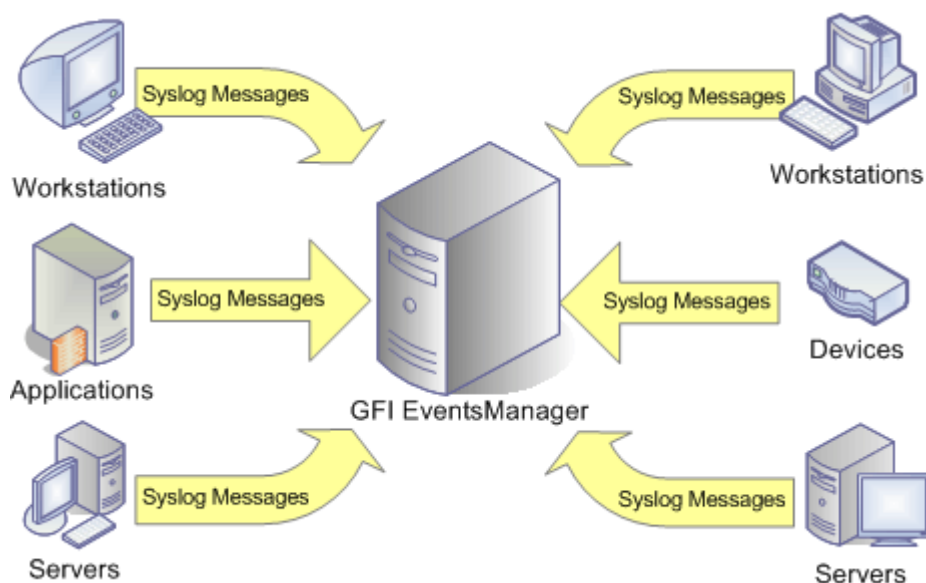 Syslog Messages
Syslog Messages
Workstations
Workstations
Syslog Messages
Syslog Messages
Applications
Devices
GFI EventsManager
Syslog Messages
Syslog Messages
Servers
Servers